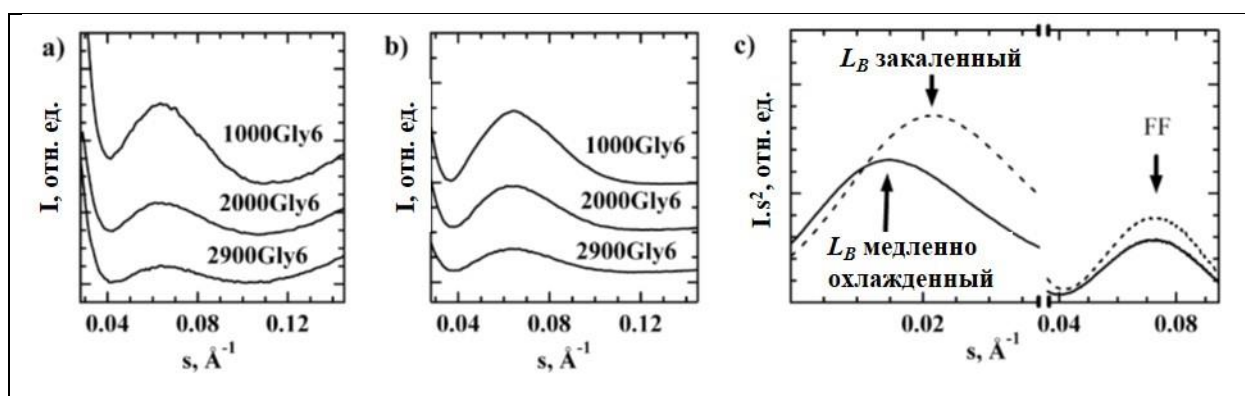 a)
I, отн. ед.
1000Gly6
2000Gly6
2900Gly6
0.04 0.08 0.12
s, Å⁻¹
b)
I, отн. ед.
1000Gly6
2000Gly6
2900Gly6
0.04 0.08 0.12
s, Å⁻¹
c)
I.s², отн. ед.
L_B закаленный
FF
L_B медленно
охлажденный
0.02 0.04 0.08
s, Å⁻¹